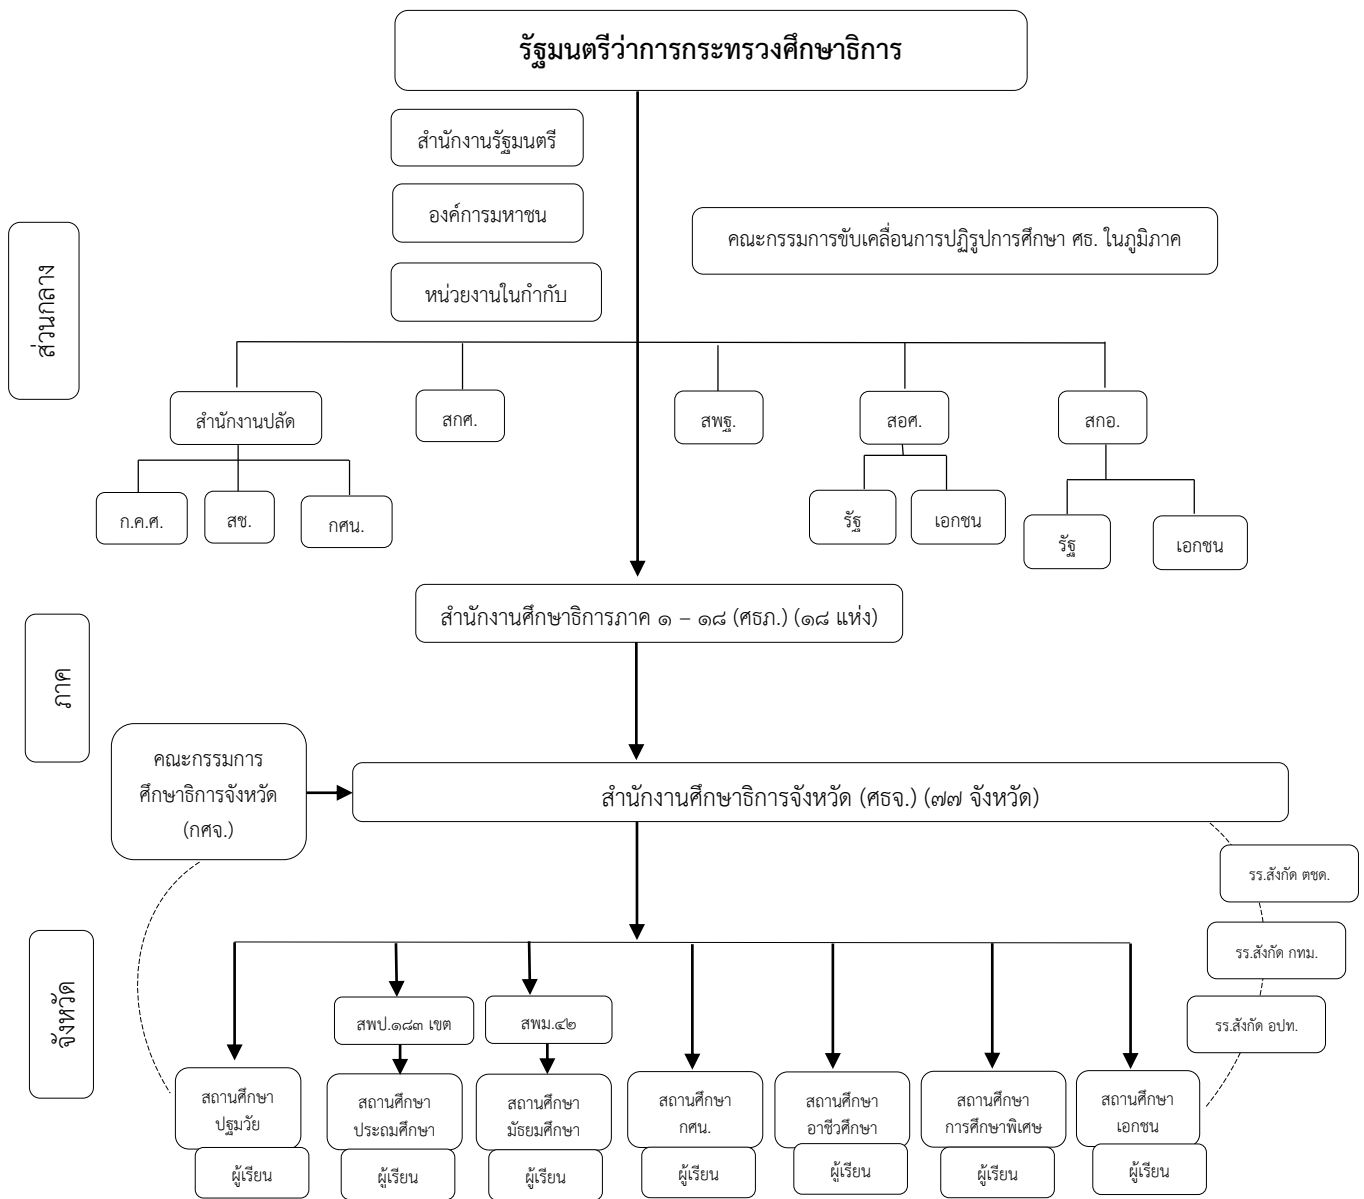 รัฐมนตรีว่าการกระทรวงศึกษาธิการ
สำนักงานรัฐมนตรี
องค์การมหาชน
คณะกรรมการขับเคลื่อนการปฏิรูปการศึกษา ศธ. ในภูมิภาค
หน่วยงานในกำกับ
ส่วนกลาง
สำนักงานปลัด
สกศ.
สพฐ.
สอศ.
สกอ.
ก.ค.ศ.
สช.
กศน.
รัฐ
เอกชน
รัฐ
เอกชน
สำนักงานศึกษาธิการภาค ๑ – ๑๘ (ศธภ.) (๑๘ แห่ง)
ภาค
คณะกรรมการ
ศึกษาธิการจังหวัด
(กศจ.)
สำนักงานศึกษาธิการจังหวัด (ศธจ.) (๗๗ จังหวัด)
รร.สังกัด ตชด.
รร.สังกัด กทม.
รร.สังกัด อปท.
จังหวัด
สพป.๑๘๓ เขต
สพม.๔๒
สถานศึกษา
ปฐมวัย
สถานศึกษา
ประถมศึกษา
สถานศึกษา
มัธยมศึกษา
สถานศึกษา
กศน.
สถานศึกษา
อาชีวศึกษา
สถานศึกษา
การศึกษาพิเศษ
สถานศึกษา
เอกชน
ผู้เรียน
ผู้เรียน
ผู้เรียน
ผู้เรียน
ผู้เรียน
ผู้เรียน
ผู้เรียน